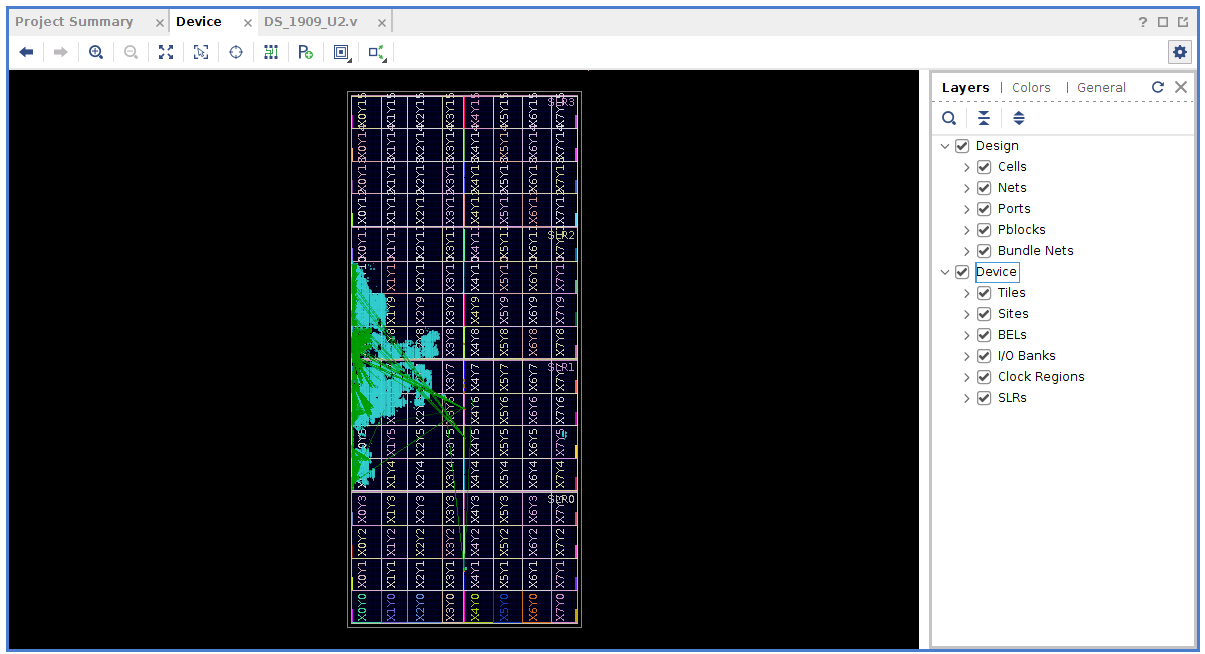 Project Summary
Device
DS_1909_U2.v
Layers
Colors
General
Design
Cells
Nets
Ports
Pblocks
Bundle Nets
Device
Tiles
Sites
BELs
I/O Banks
Clock Regions
SLRs
SLR3
X0Y15 X1Y15 X2Y15 X3Y15 X4Y15 X5Y15 X6Y15 X7Y15
X0Y14 X1Y14 X2Y14 X3Y14 X4Y14 X5Y14 X6Y14 X7Y14
X0Y13 X1Y13 X2Y13 X3Y13 X4Y13 X5Y13 X6Y13 X7Y13
X0Y12 X1Y12 X2Y12 X3Y12 X4Y12 X5Y12 X6Y12 X7Y12
SLR2
X0Y11 X1Y11 X2Y11 X3Y11 X4Y11 X5Y11 X6Y11 X7Y11
X1Y10 X2Y10 X3Y10 X4Y10 X5Y10 X6Y10 X7Y10
X1Y9 X2Y9 X3Y9 X4Y9 X5Y9 X6Y9 X7Y9
X3Y8 X4Y8 X5Y8 X6Y8 X7Y8
SLR1
X3Y7 X4Y7 X5Y7 X6Y7 X7Y7
X3Y6 X4Y6 X5Y6 X6Y6 X7Y6
X0Y5 X1Y5 X2Y5 X3Y5 X4Y5 X5Y5 X6Y5 X7Y5
X1Y4 X2Y4 X3Y4 X4Y4 X5Y4 X6Y4 X7Y4
SLR0
X0Y3 X1Y3 X2Y3 X3Y3 X4Y3 X5Y3 X6Y3 X7Y3
X0Y2 X1Y2 X2Y2 X3Y2 X4Y2 X5Y2 X6Y2 X7Y2
X0Y1 X1Y1 X2Y1 X3Y1 X4Y1 X5Y1 X6Y1 X7Y1
X0Y0 X1Y0 X2Y0 X3Y0 X4Y0 X5Y0 X6Y0 X7Y0